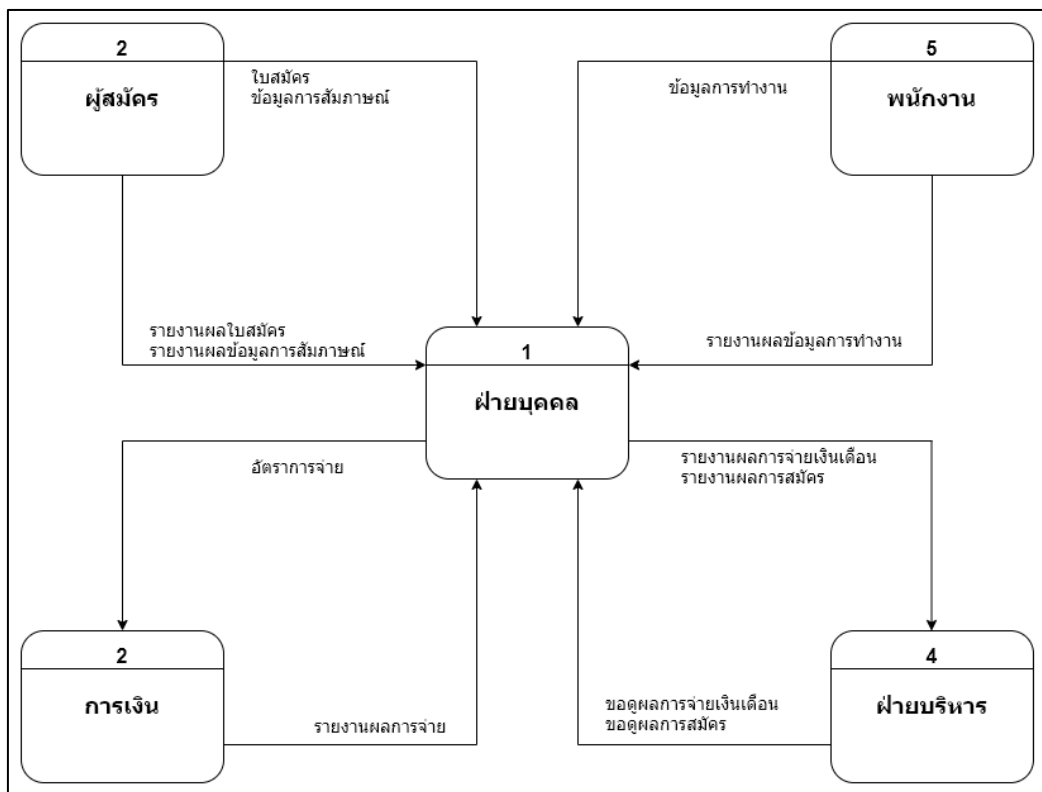 2
ผู้สมัคร
ใบสมัคร
ข้อมูลการสัมภาษณ์
5
พนักงาน
ข้อมูลการทำงาน
รายงานผลใบสมัคร
รายงานผลข้อมูลการสัมภาษณ์
รายงานผลข้อมูลการทำงาน
1
ฝ่ายบุคคล
อัตราการจ่าย
รายงานผลการจ่ายเงินเดือน
รายงานผลการสมัคร
2
การเงิน
รายงานผลการจ่าย
4
ฝ่ายบริหาร
ขอดูผลการจ่ายเงินเดือน
ขอดูผลการสมัคร